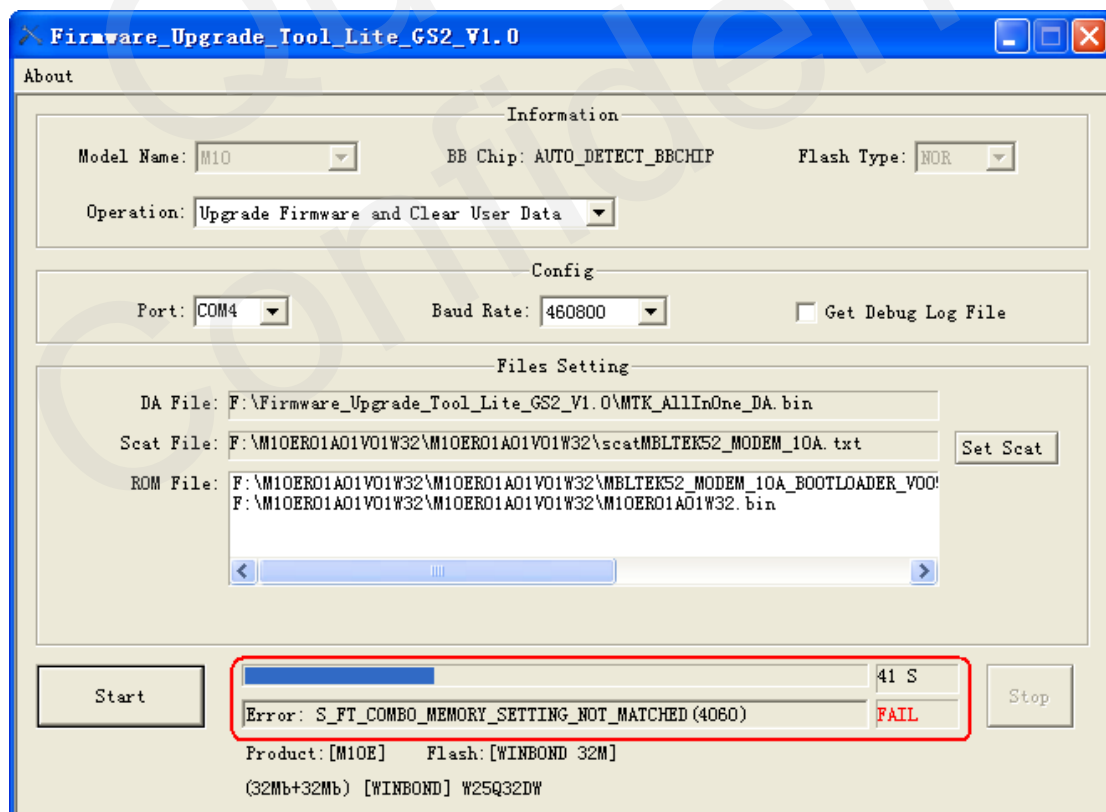 Firmware_Upgrade_Tool_Lite_GS2_V1.0
About
Information
Model Name: M10 BB Chip: AUTO_DETECT_BBCHIP Flash Type: NOR
Operation: Upgrade Firmware and Clear User Data
Config
Port: COM4 Baud Rate: 460800 Get Debug Log File
Files Setting
DA File: F:\Firmware_Upgrade_Tool_Lite_GS2_V1.0\MTK_AllInOne_DA.bin
Scat File: F:\M10ER01A01V01W32\M10ER01A01V01W32\scatMBLTEK52_MODEM_10A.txt Set Scat
ROM File: F:\M10ER01A01V01W32\M10ER01A01V01W32\MBLTEK52_MODEM_10A_BOOTLOADER_V005
F:\M10ER01A01V01W32\M10ER01A01V01W32\M10ER01A01W32.bin
Start 41 S Stop
Error: S_FT_COMBO_MEMORY_SETTING_NOT_MATCHED(4060) FAIL
Product:[M10E] Flash:[WINBOND 32M]
(32Mb+32Mb) [WINBOND] W25Q32DW